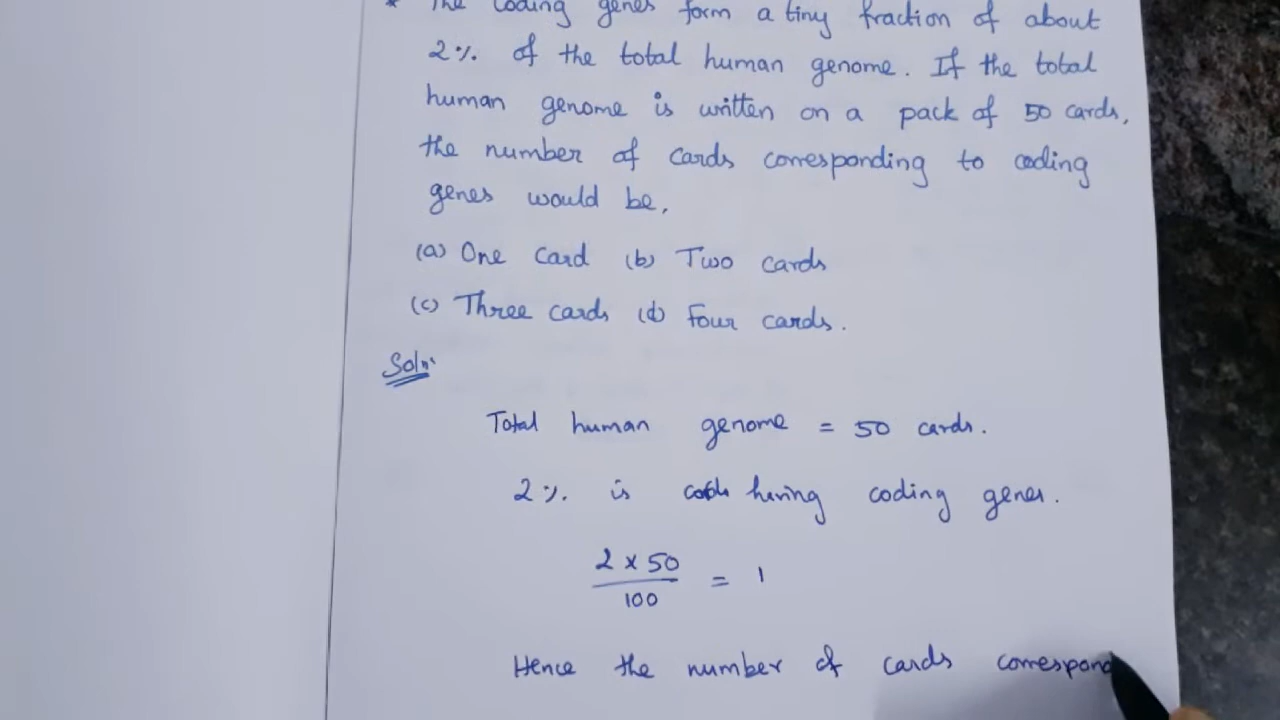 * The coding genes form a tiny fraction of about
2%. of the total human genome. If the total
human genome is written on a pack of 50 cards,
the number of cards corresponding to coding
genes would be,
(a) One card (b) Two cards
(c) Three cards (d) Four cards.
Soln.
Total human genome = 50 cards.
2%. is having coding genes.
2 x 50
= 1
100
Hence the number of cards correspond